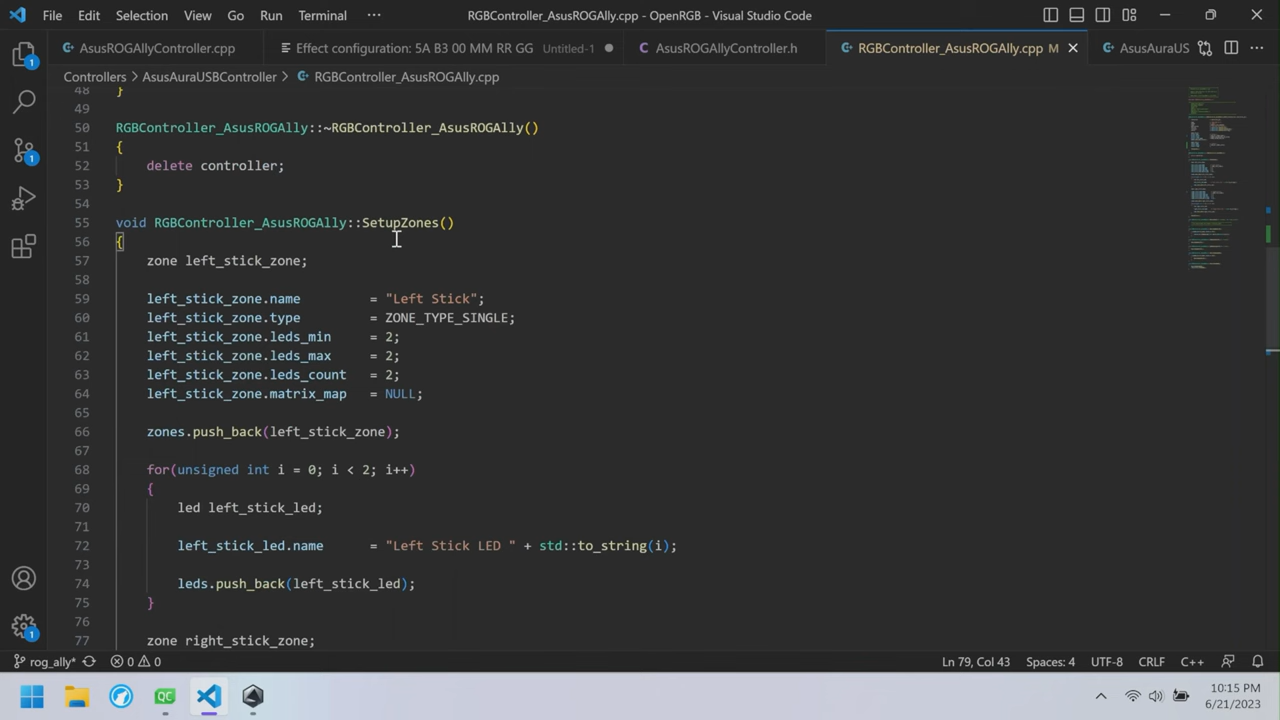 File Edit Selection View Go Run Terminal ··· RGBController_AsusROGAlly.cpp - OpenRGB - Visual Studio Code
AsusROGAllyController.cpp Effect configuration: 5A B3 00 MM RR GG Untitled-1 AsusROGAllyController.h RGBController_AsusROGAlly.cpp M AsusAuraUS
Controllers > AsusAuraUSBController > RGBController_AsusROGAlly.cpp
48 }
49
50 RGBController_AsusROGAlly::~RGBController_AsusROGAlly()
51 {
52 delete controller;
53 }
54
55 void RGBController_AsusROGAlly::SetupZones()
56 {
57 zone left_stick_zone;
58
59 left_stick_zone.name = "Left Stick";
60 left_stick_zone.type = ZONE_TYPE_SINGLE;
61 left_stick_zone.leds_min = 2;
62 left_stick_zone.leds_max = 2;
63 left_stick_zone.leds_count = 2;
64 left_stick_zone.matrix_map = NULL;
65
66 zones.push_back(left_stick_zone);
67
68 for(unsigned int i = 0; i < 2; i++)
69 {
70 led left_stick_led;
71
72 left_stick_led.name = "Left Stick LED " + std::to_string(i);
73
74 leds.push_back(left_stick_led);
75 }
76
77 zone right_stick_zone;
rog_ally* 0 0 Ln 79, Col 43 Spaces: 4 UTF-8 CRLF C++
QC
10:15 PM
6/21/2023